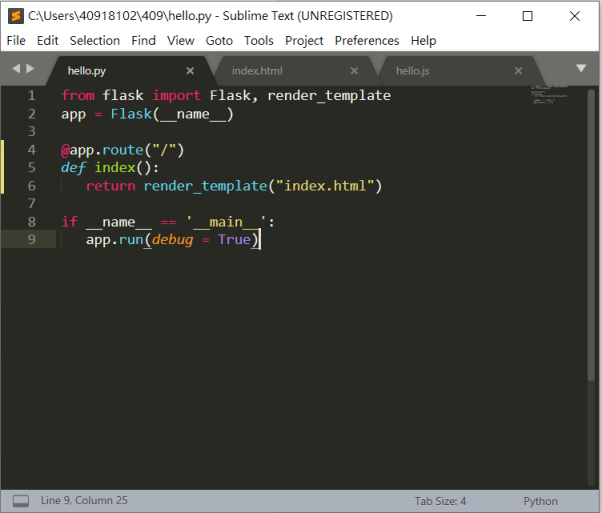 C:\Users\40918102\409\hello.py - Sublime Text (UNREGISTERED)
File Edit Selection Find View Goto Tools Project Preferences Help
hello.py index.html hello.js
1 from flask import Flask, render_template
2 app = Flask(__name__)
3
4 @app.route("/")
5 def index():
6 return render_template("index.html")
7
8 if __name__ == '__main__':
9 app.run(debug = True)
Line 9, Column 25 Tab Size: 4 Python